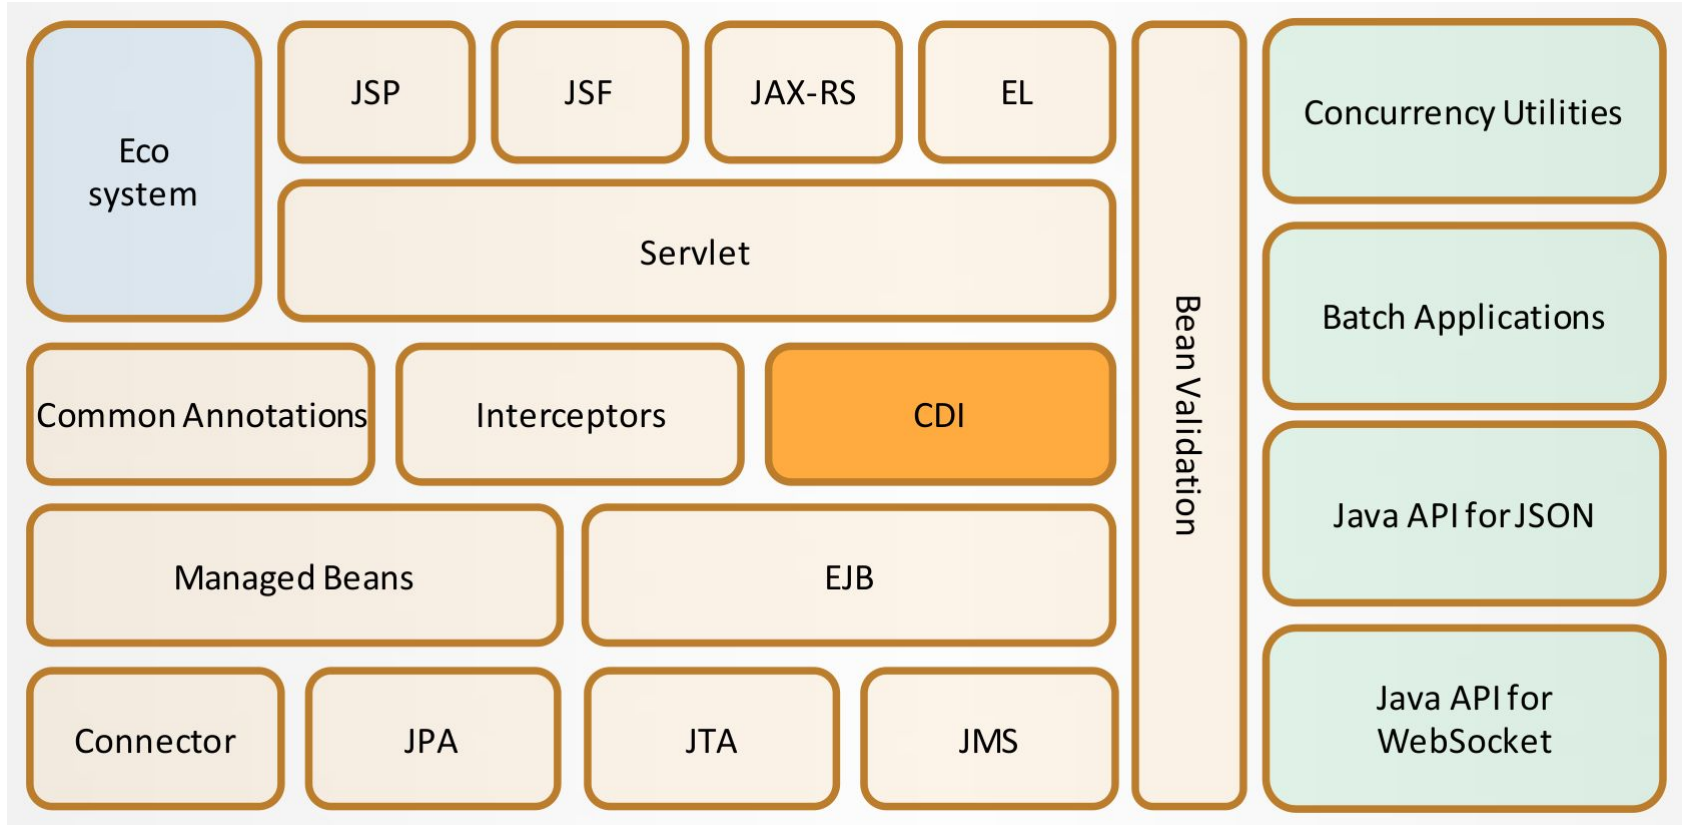 Eco
system
JSP
JSF
JAX-RS
EL
Servlet
Common Annotations
Interceptors
CDI
Managed Beans
EJB
Connector
JPA
JTA
JMS
Bean Validation
Concurrency Utilities
Batch Applications
Java API for JSON
Java API for
WebSocket